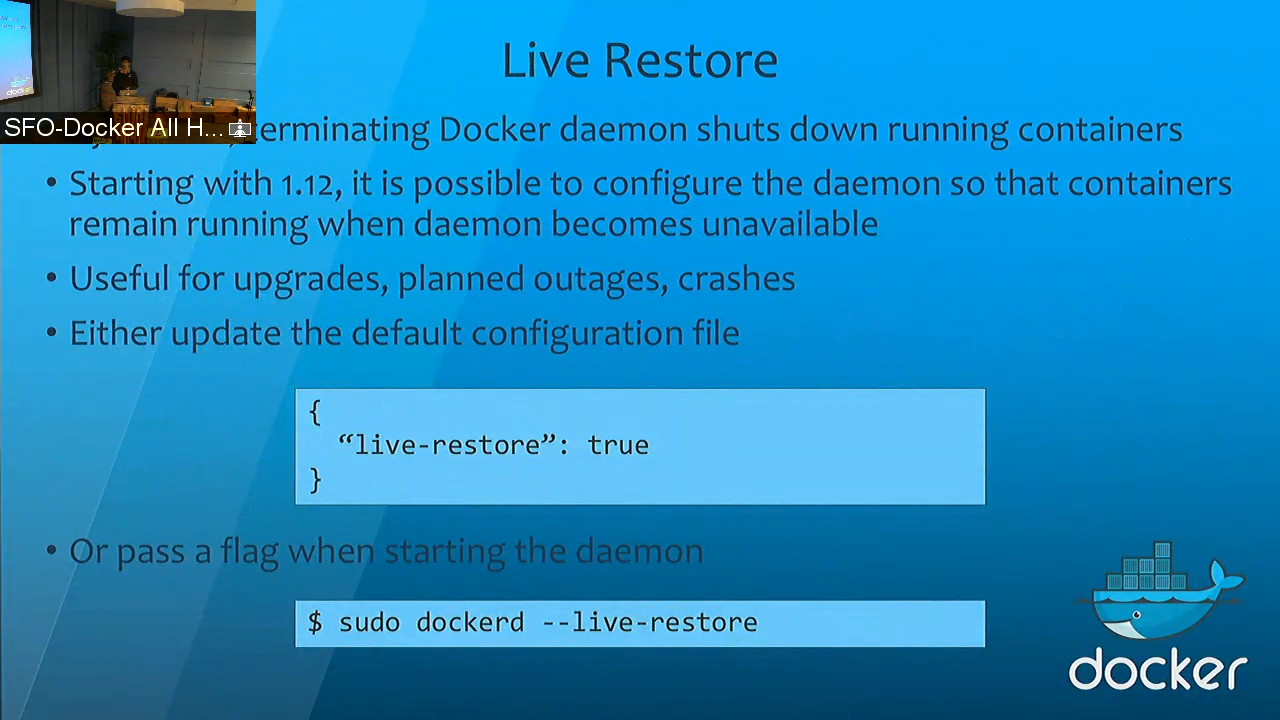 Live Restore
SFO-Docker All H...
terminating Docker daemon shuts down running containers
• Starting with 1.12, it is possible to configure the daemon so that containers
remain running when daemon becomes unavailable
• Useful for upgrades, planned outages, crashes
• Either update the default configuration file
{
“live-restore”: true
}
• Or pass a flag when starting the daemon
$ sudo dockerd --live-restore
docker